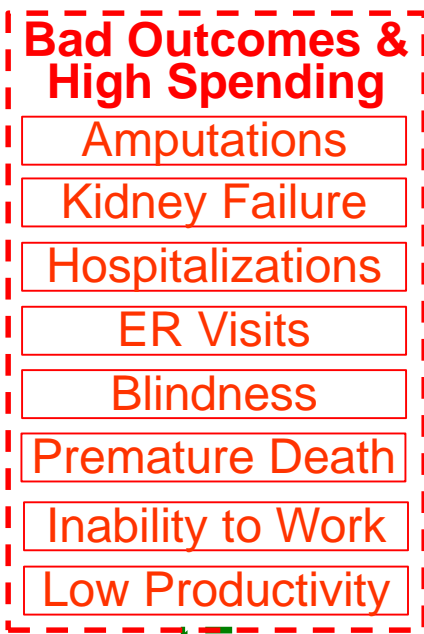 Bad Outcomes &
High Spending
Amputations
Kidney Failure
Hospitalizations
ER Visits
Blindness
Premature Death
Inability to Work
Low Productivity